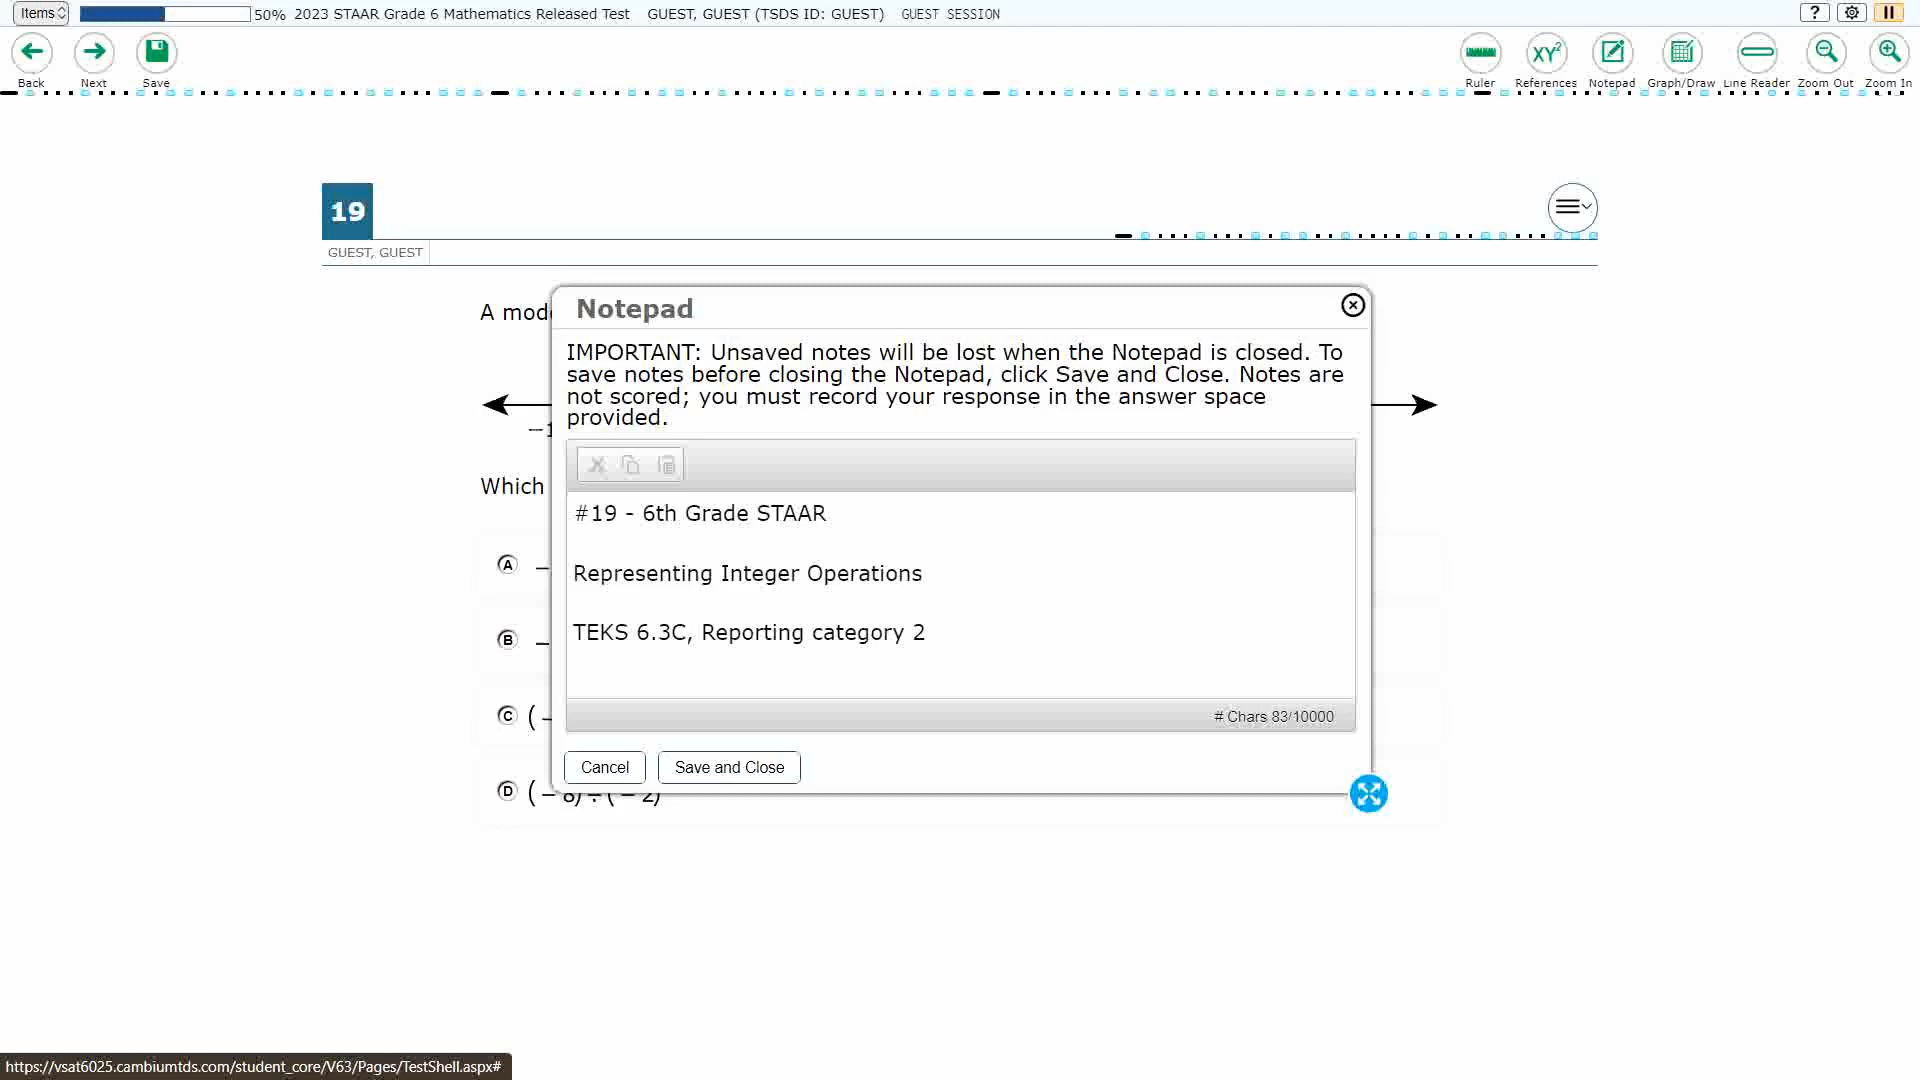 Items 50% 2023 STAAR Grade 6 Mathematics Released Test GUEST, GUEST (TSDS ID: GUEST) GUEST SESSION ?
Back Next Save Ruler XY² References Notepad Graph/Draw Line Reader Zoom Out Zoom In
19
GUEST, GUEST
A mod
Notepad
IMPORTANT: Unsaved notes will be lost when the Notepad is closed. To
save notes before closing the Notepad, click Save and Close. Notes are
not scored; you must record your response in the answer space
provided.
−1
Which
#19 - 6th Grade STAAR
A −
Representing Integer Operations
B −
TEKS 6.3C, Reporting category 2
C (−
# Chars 83/10000
Cancel Save and Close
D (− 8) ÷ (− 2)
https://vsat6025.cambiumtds.com/student_core/V63/Pages/TestShell.aspx#